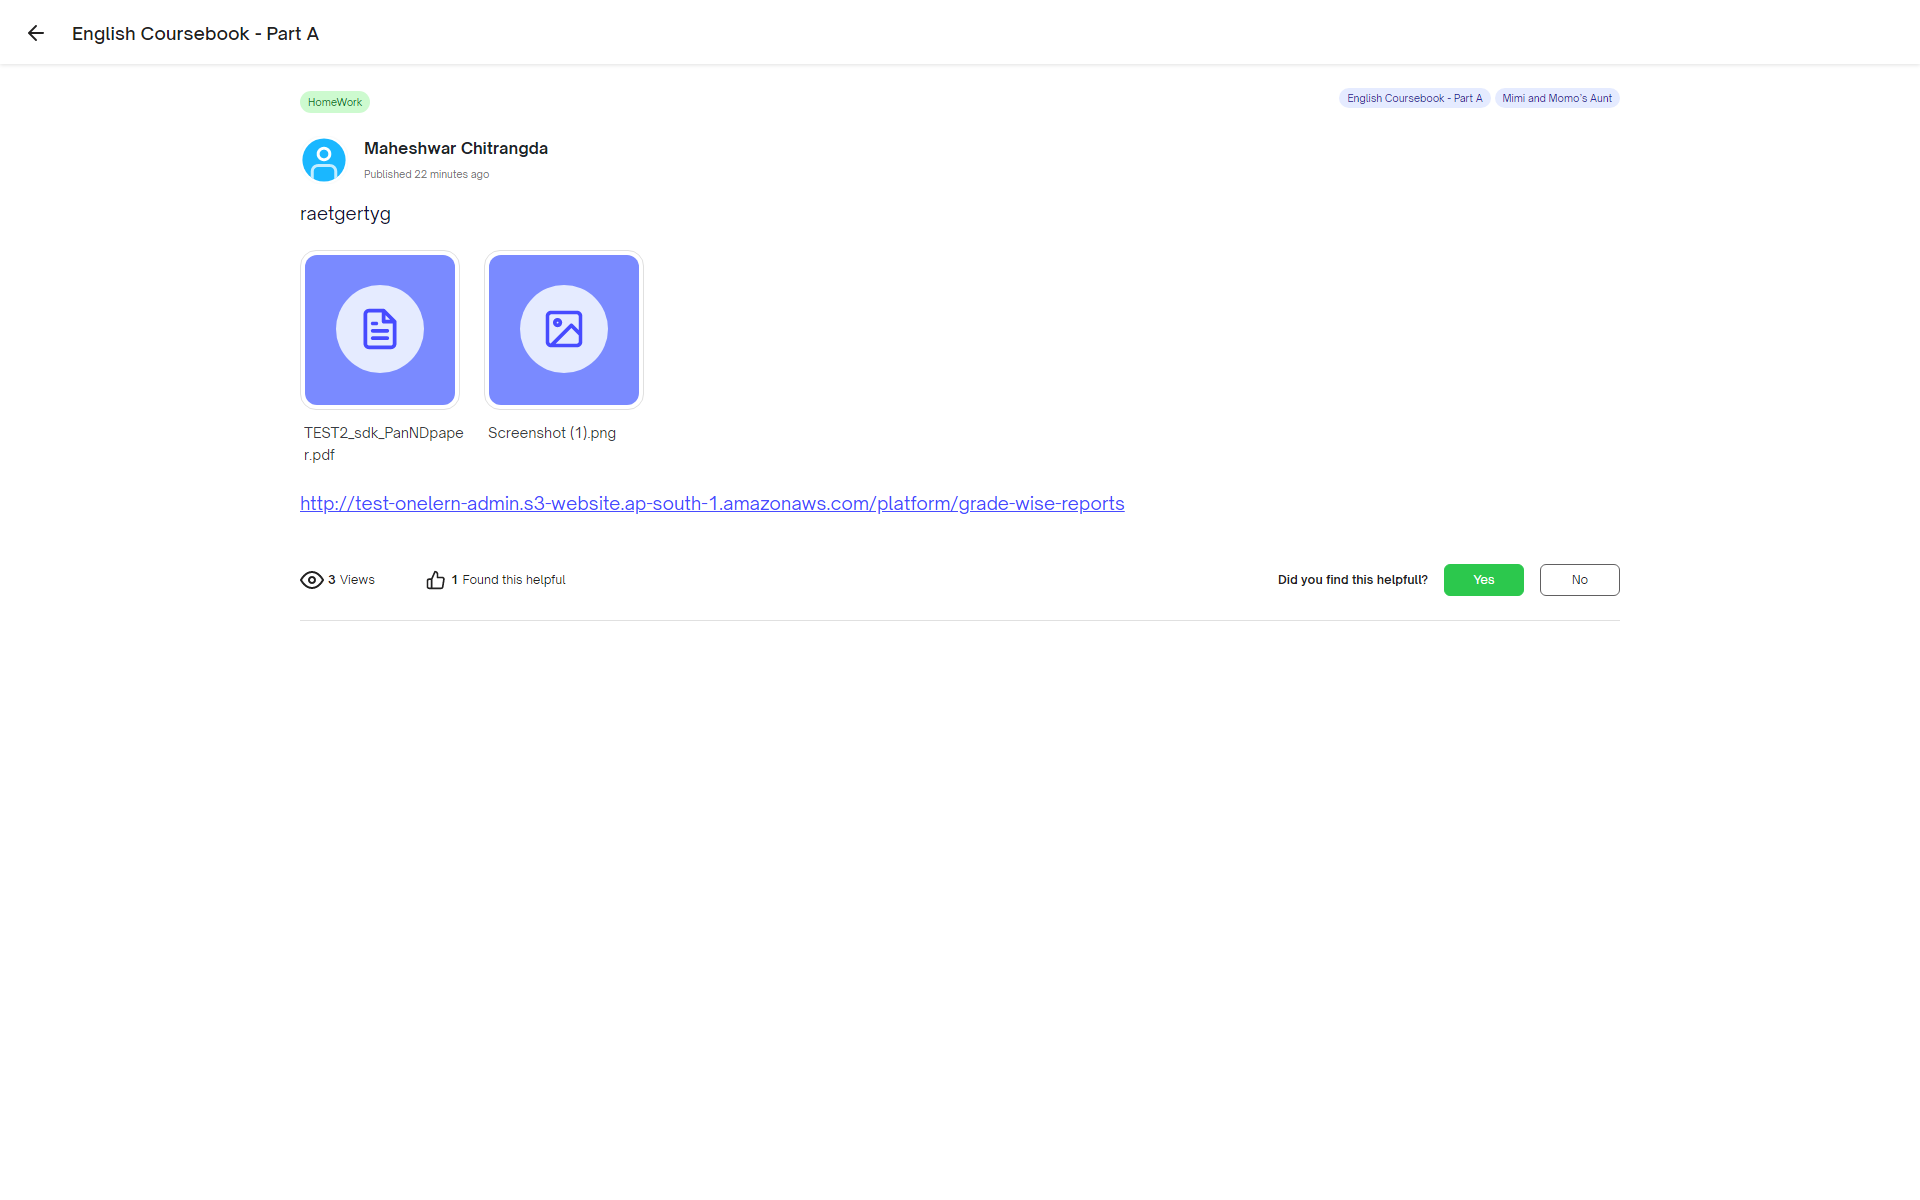 English Coursebook - Part A
HomeWork
English Coursebook - Part A
Mimi and Momo's Aunt
Maheshwar Chitrangda
Published 22 minutes ago
raetgertyg
TEST2_sdk_PanNDpape
r.pdf
Screenshot (1).png
http://test-onelern-admin.s3-website.ap-south-1.amazonaws.com/platform/grade-wise-reports
3 Views
1 Found this helpful
Did you find this helpfull?
Yes
No